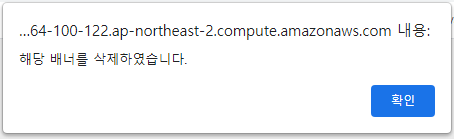 ...64-100-122.ap-northeast-2.compute.amazonaws.com 내용:
해당 배너를 삭제하였습니다.
확인